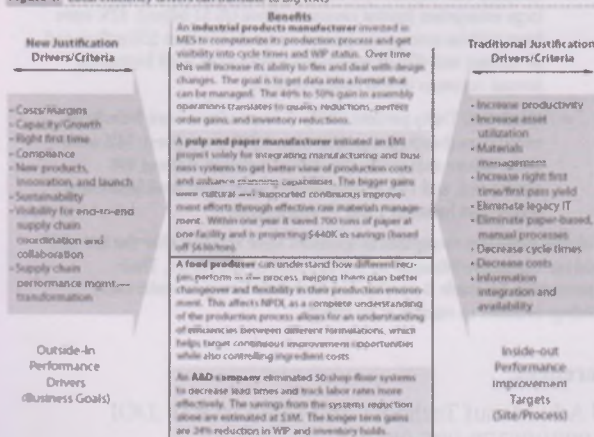 Benefits
An industrial products manufacturer invested in
MES to computerize its production process and get
visibility into cycle times and WIP status. Over time
this will increase its ability to flex and deal with design
changes. The goal is to get data into a format that
can be managed. The 40% to 50% gain in assembly
operations translates to quality reductions, perfect
order gains, and inventory reductions.
A pulp and paper manufacturer initiated an EMI
project solely for integrating manufacturing and busi
ness systems to get better view of production costs
and enhance planning capabilities. The bigger gains
were cultural and supported continuous improve-
ment efforts through effective raw materials manage-
ment. Within one year it saved 700 tons of paper at
one facility and is projecting $440K in savings (based
off $630/ton).
A food producer can understand how different reci-
pes perform in the process, helping them plan better
changeover and flexibility in their production environ-
ment. This affects NPDI, as a complete understanding
of the production process allows for an understanding
of efficiencies between different formulations, which
helps target continuous improvement opportunities
while also controlling ingredient costs.
An A&D company eliminated 50 shop floor systems
to decrease lead times and track labor rates more
effectively. The savings from the systems reduction
alone are estimated at $3M. The longer term gains
are 34% reduction in WIP and inventory holds.
New Justification
Drivers/Criteria
- Costs/Margins
- Capacity/Growth
- Right first time
- Compliance
- New products,
innovation, and launch
- Sustainability
- Visibility for end-to-end
supply chain
coordination and
collaboration
- Supply chain
performance mgmt.—
transformation
Outside-In
Performance
Drivers
(Business Goals)
Traditional Justification
Drivers/Criteria
- Increase productivity
- Increase asset
utilization
- Materials
management
- Increase right first
time/first pass yield
- Eliminate legacy IT
- Eliminate paper-based,
manual processes
- Decrease cycle times
- Decrease costs
- Information
integration and
availability
Inside-out
Performance
Improvement
Targets
(Site/Process)